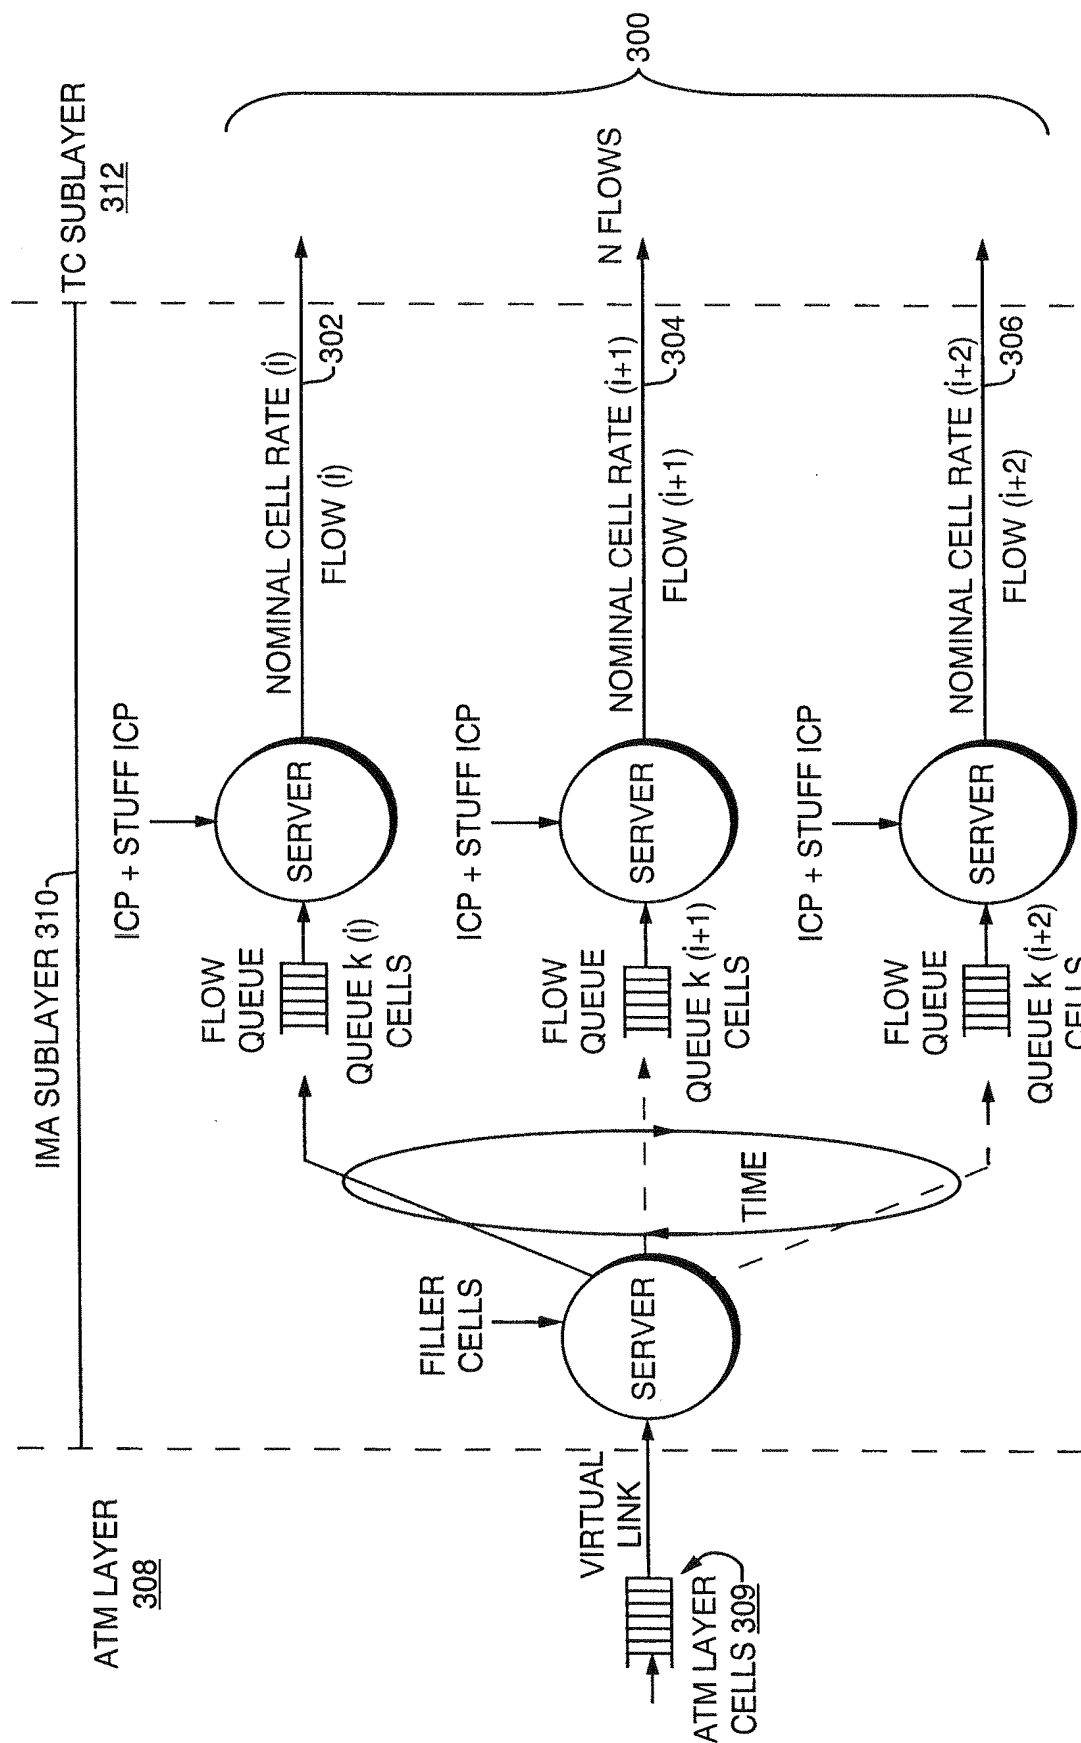 ATM LAYER
308
IMA SUBLAYER 310
TC SUBLAYER
312
ATM LAYER
CELLS 309
VIRTUAL
LINK
FILLER
CELLS
SERVER
TIME
FLOW
QUEUE
QUEUE k (i)
CELLS
ICP + STUFF ICP
SERVER
NOMINAL CELL RATE (i)
FLOW (i)
302
FLOW
QUEUE
QUEUE k (i+1)
CELLS
ICP + STUFF ICP
SERVER
NOMINAL CELL RATE (i+1)
FLOW (i+1)
304
N FLOWS
FLOW
QUEUE
QUEUE k (i+2)
CELLS
ICP + STUFF ICP
SERVER
NOMINAL CELL RATE (i+2)
FLOW (i+2)
306
300